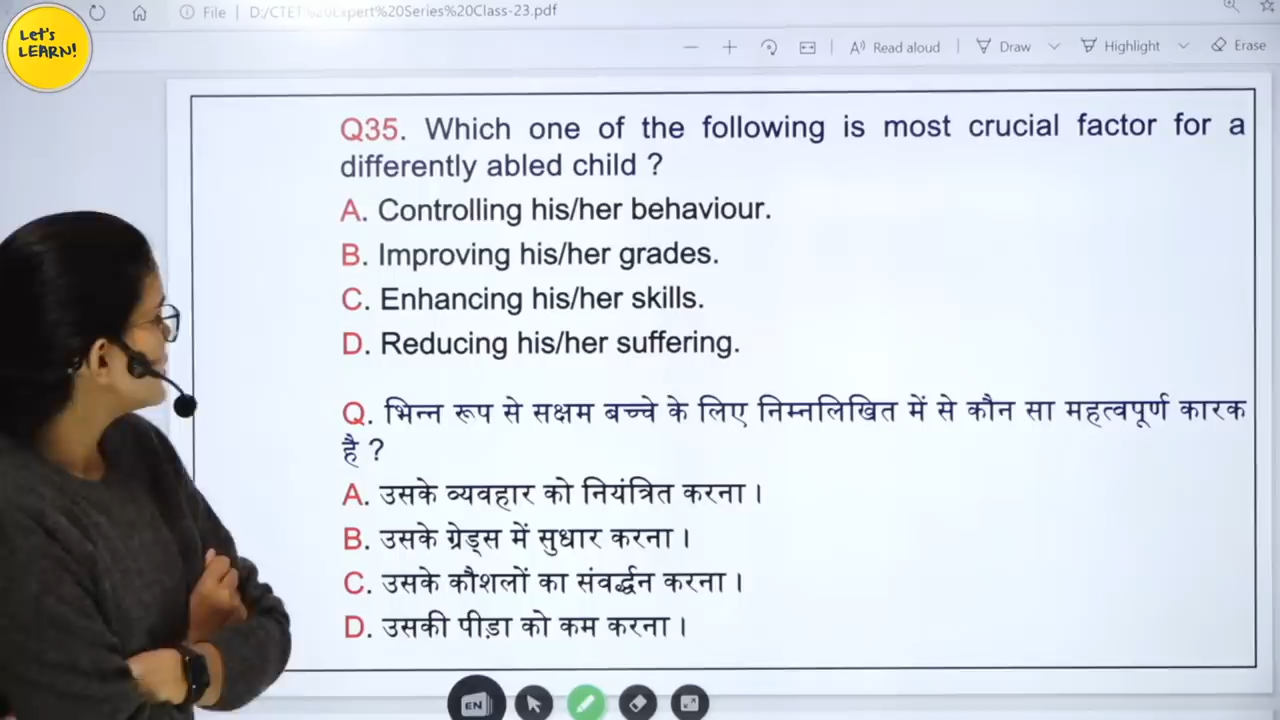 Let's
LEARN!
File | D:/CTET%20Expert%20Series%20Class-23.pdf
Read aloud | Draw Highlight Erase
Q35. Which one of the following is most crucial factor for a
differently abled child ?
A. Controlling his/her behaviour.
B. Improving his/her grades.
C. Enhancing his/her skills.
D. Reducing his/her suffering.
Q. भिन्न रूप से सक्षम बच्चे के लिए निम्नलिखित में से कौन सा महत्वपूर्ण कारक
है ?
A. उसके व्यवहार को नियंत्रित करना ।
B. उसके ग्रेड्स में सुधार करना ।
C. उसके कौशलों का संवर्द्धन करना ।
D. उसकी पीड़ा को कम करना ।
EN